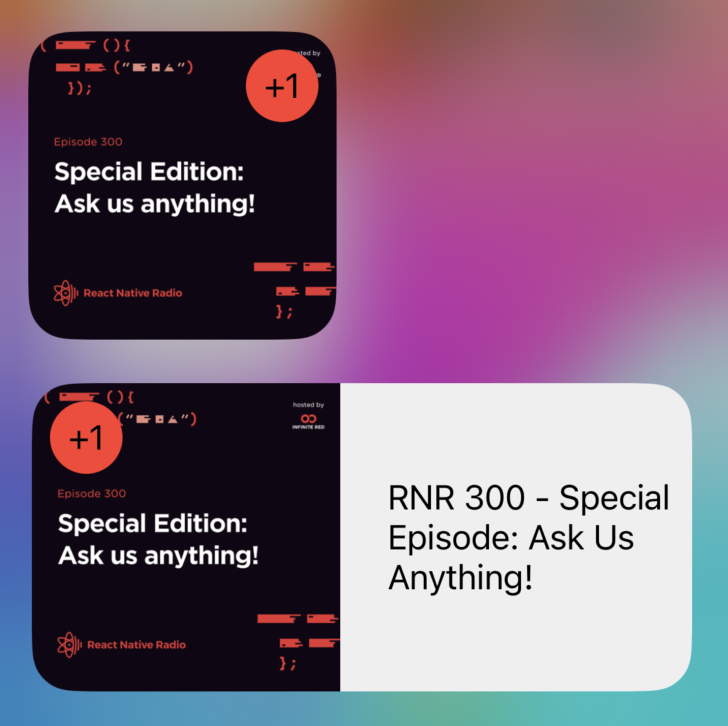 ( () {
("
")
});
+1
Episode 300
Special Edition:
Ask us anything!
React Native Radio
};
( () {
("
")
+1
hosted by
INFINITE RED
Episode 300
Special Edition:
Ask us anything!
React Native Radio
};
RNR 300 - Special
Episode: Ask Us
Anything!